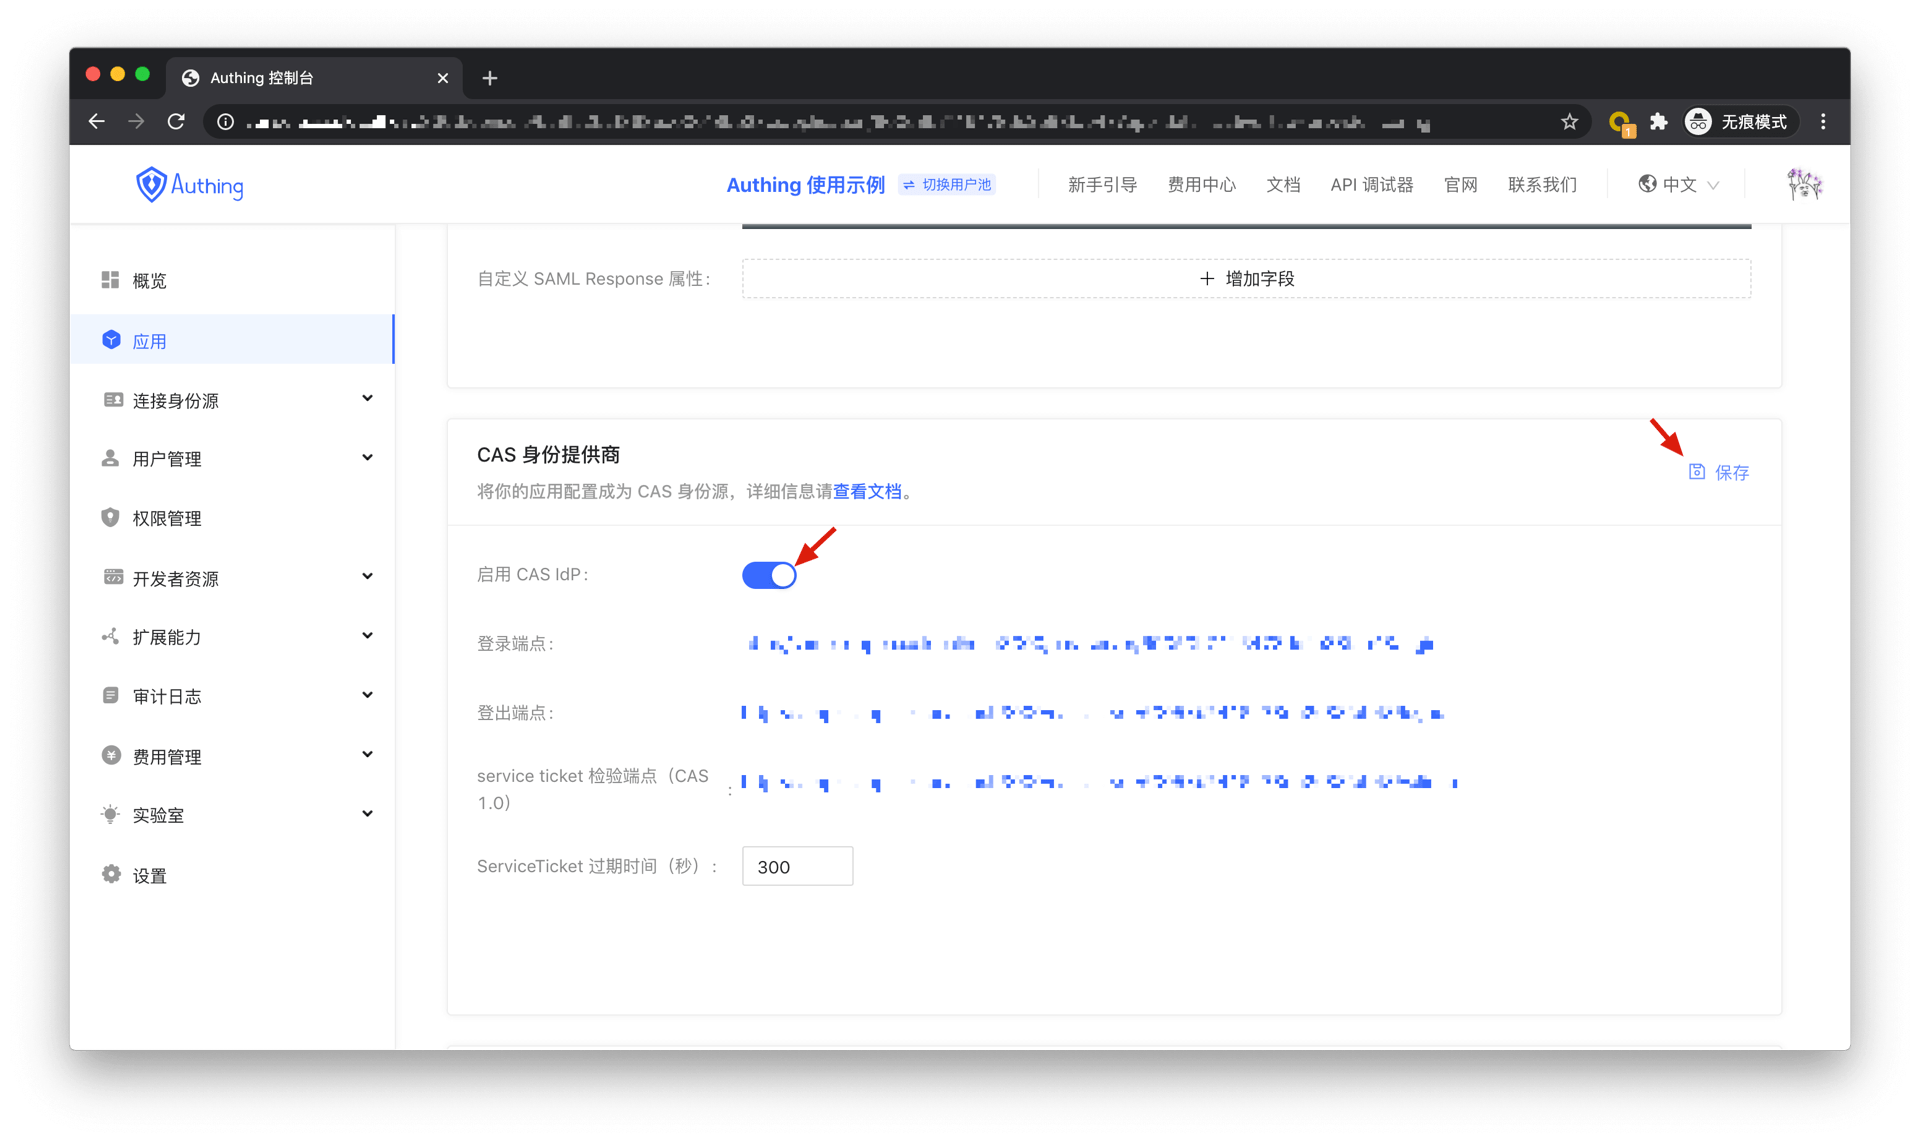 Authing 控制台
1
无痕模式
Authing
Authing 使用示例
切换用户池
新手引导
费用中心
文档
API 调试器
官网
联系我们
中文
概览
应用
连接身份源
用户管理
权限管理
开发者资源
扩展能力
审计日志
费用管理
实验室
设置
自定义 SAML Response 属性:
+ 增加字段
CAS 身份提供商
将你的应用配置成为 CAS 身份源，详细信息请查看文档。
保存
启用 CAS IdP:
登录端点:
登出端点:
service ticket 检验端点（CAS
1.0）:
ServiceTicket 过期时间（秒）:
300